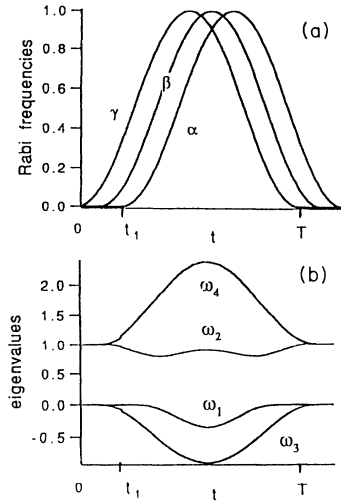 (a)
Rabi frequencies
1.0
0.8
0.6
0.4
0.2
0.0
γ
β
α
0
t₁
t
T
(b)
eigenvalues
2.0
1.5
1.0
0.5
0.0
-0.5
ω₄
ω₂
ω₁
ω₃
0
t₁
t
T